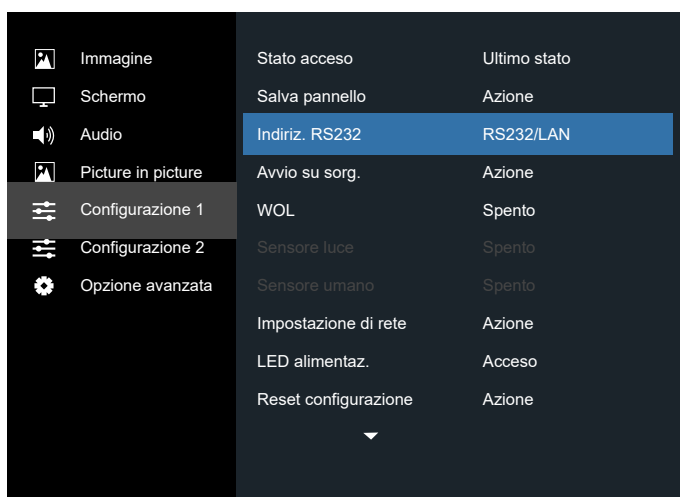 Immagine
Schermo
Audio
Picture in picture
Configurazione 1
Configurazione 2
Opzione avanzata
Stato acceso Ultimo stato
Salva pannello Azione
Indiriz. RS232 RS232/LAN
Avvio su sorg. Azione
WOL Spento
Sensore luce Spento
Sensore umano Spento
Impostazione di rete Azione
LED alimentaz. Acceso
Reset configurazione Azione